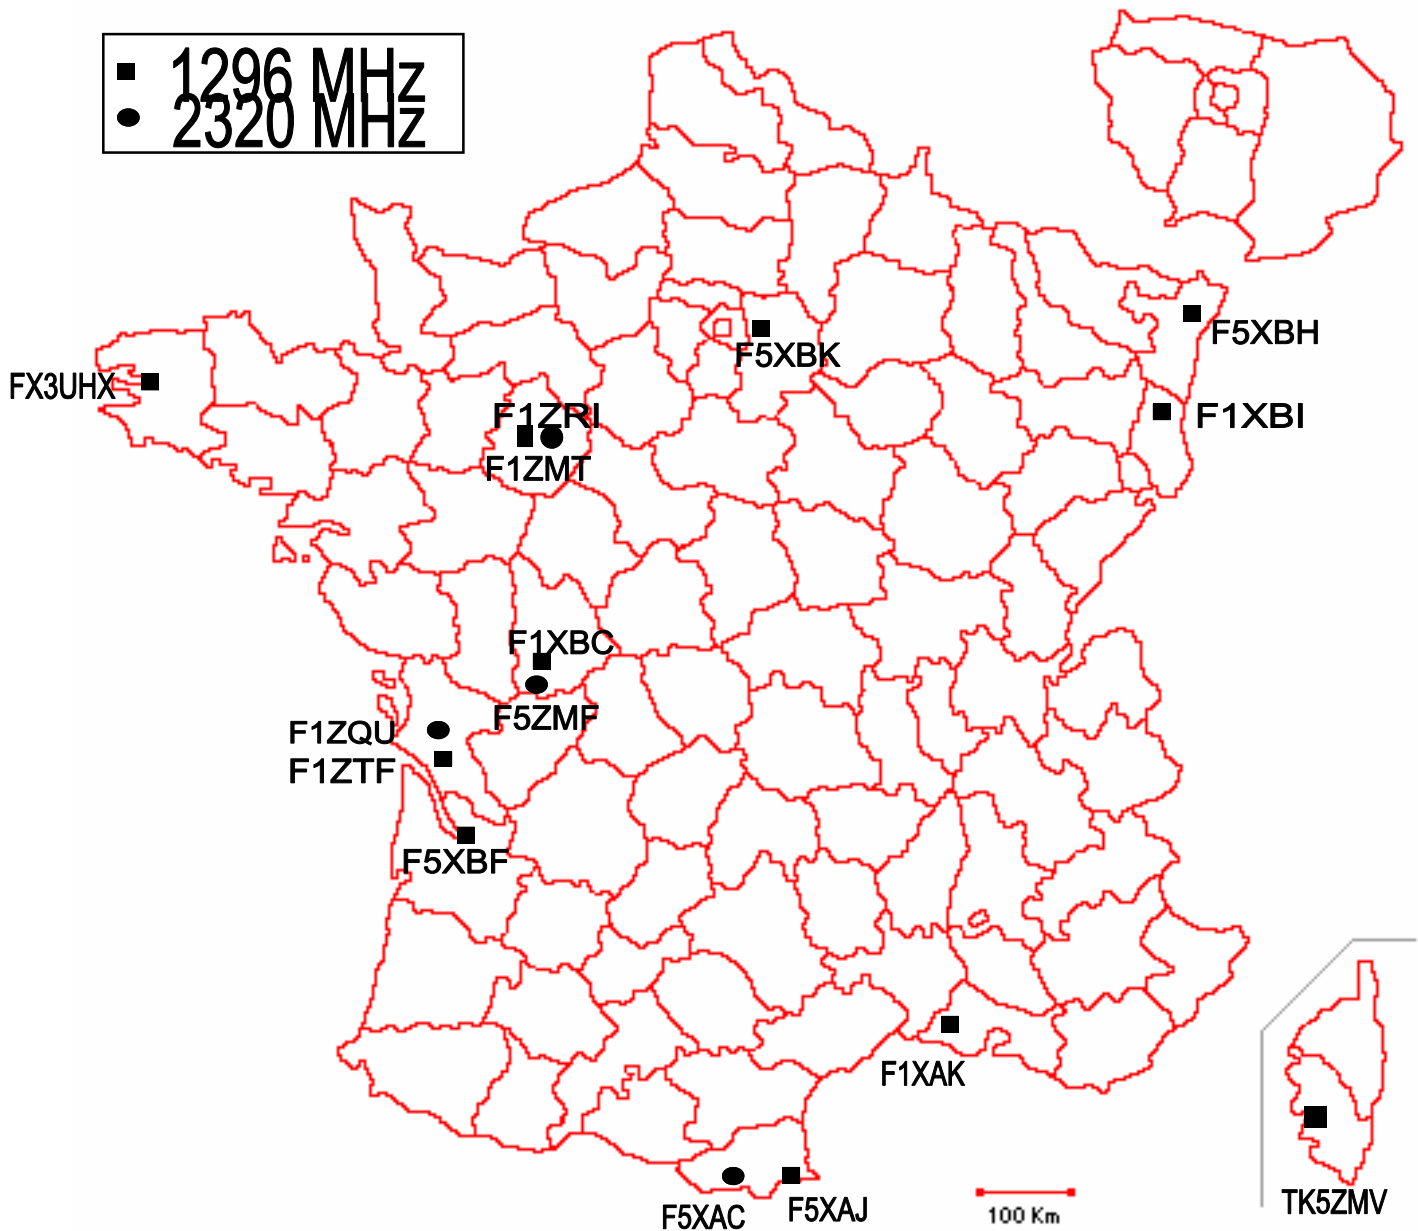 1296 MHz
2320 MHz
F5XBH
F5XBK
FX3UHX
F1XBI
F1ZRI
F1ZMT
F1XBC
F5ZMF
F1ZQU
F1ZTF
F5XBF
F1XAK
F5XAC
F5XAJ
TK5ZMV
100 Km